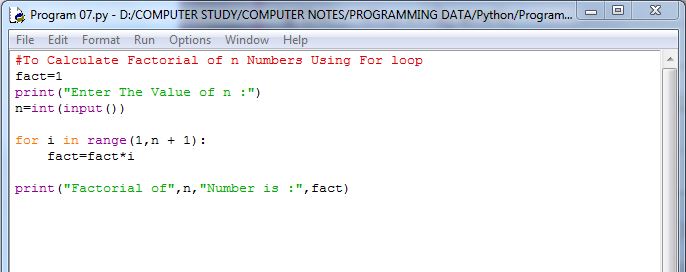 Program 07.py - D:/COMPUTER STUDY/COMPUTER NOTES/PROGRAMMING DATA/Python/Program...
File Edit Format Run Options Window Help
#To Calculate Factorial of n Numbers Using For loop
fact=1
print("Enter The Value of n :")
n=int(input())
for i in range(1,n + 1):
    fact=fact*i
print("Factorial of",n,"Number is :",fact)